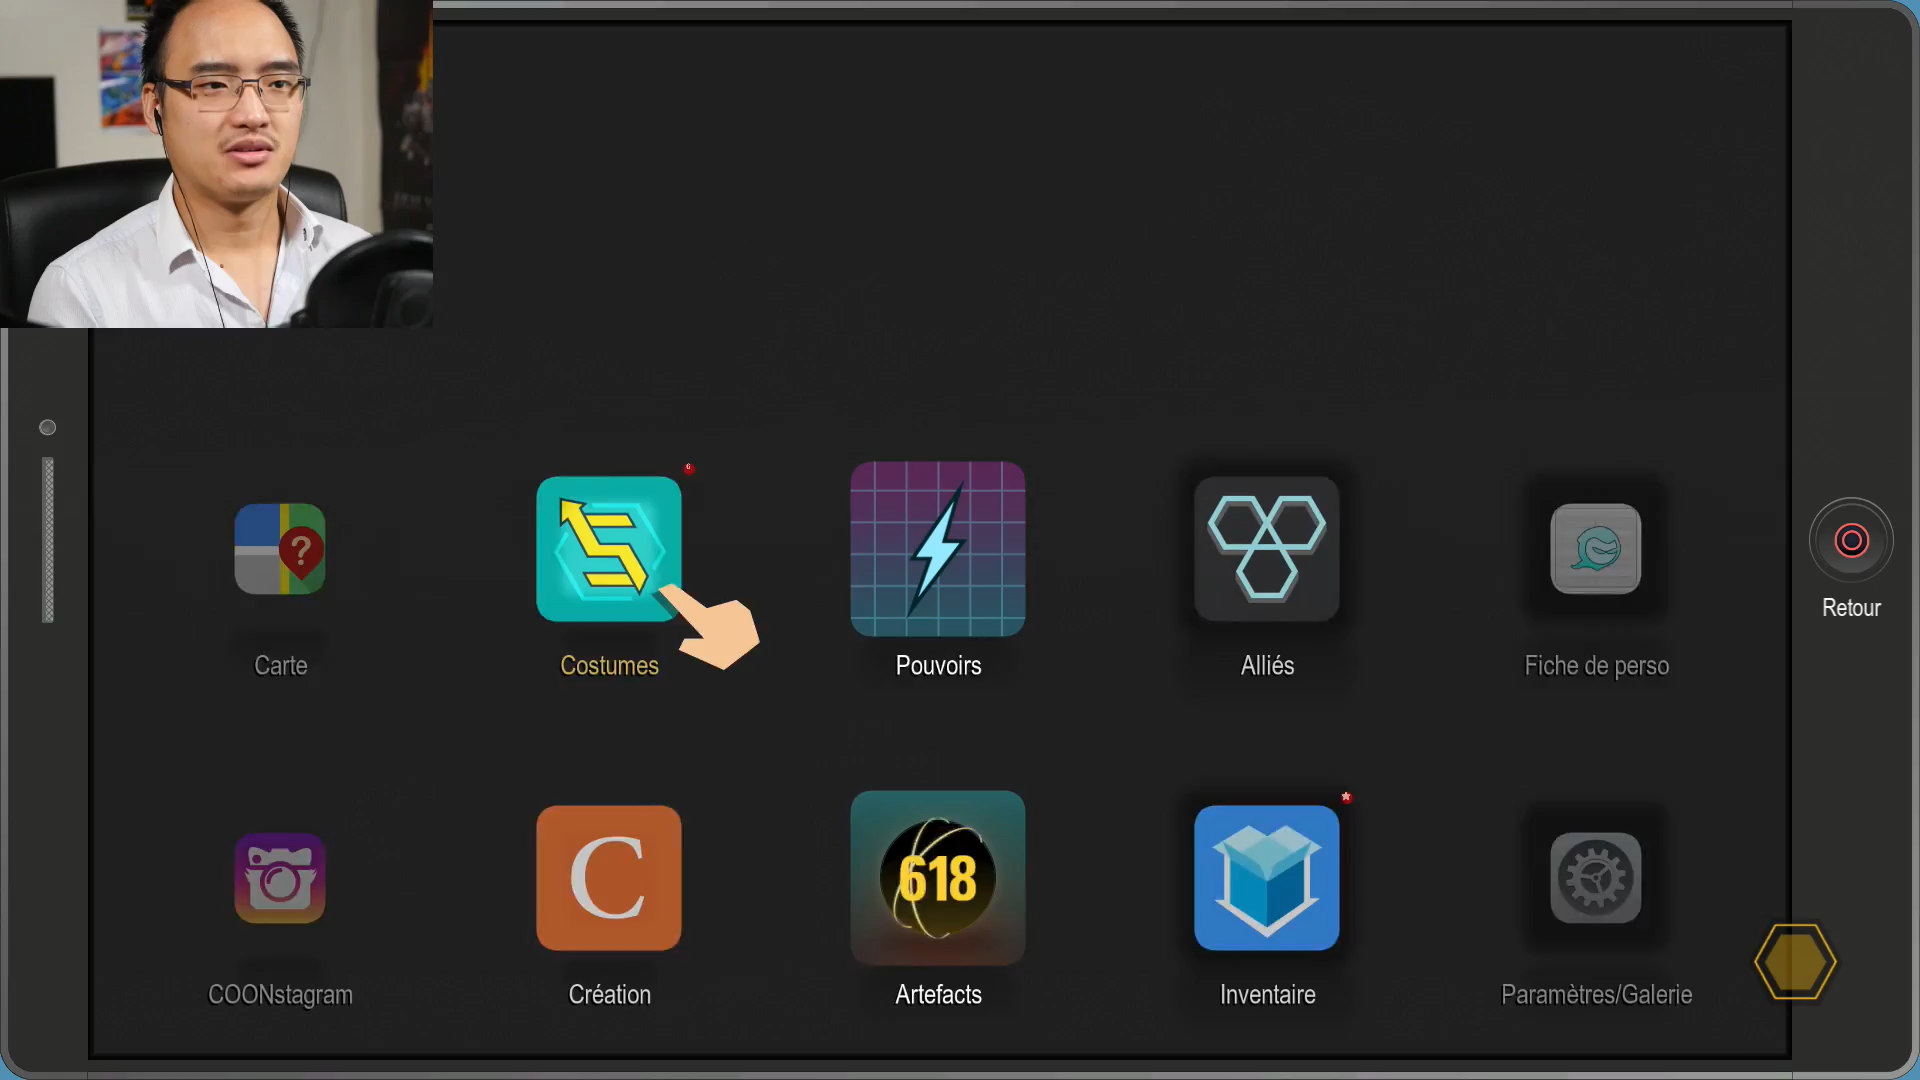 Carte
Costumes
Pouvoirs
Alliés
Fiche de perso
Retour
C
618
COONstagram
Création
Artefacts
Inventaire
Paramètres/Galerie